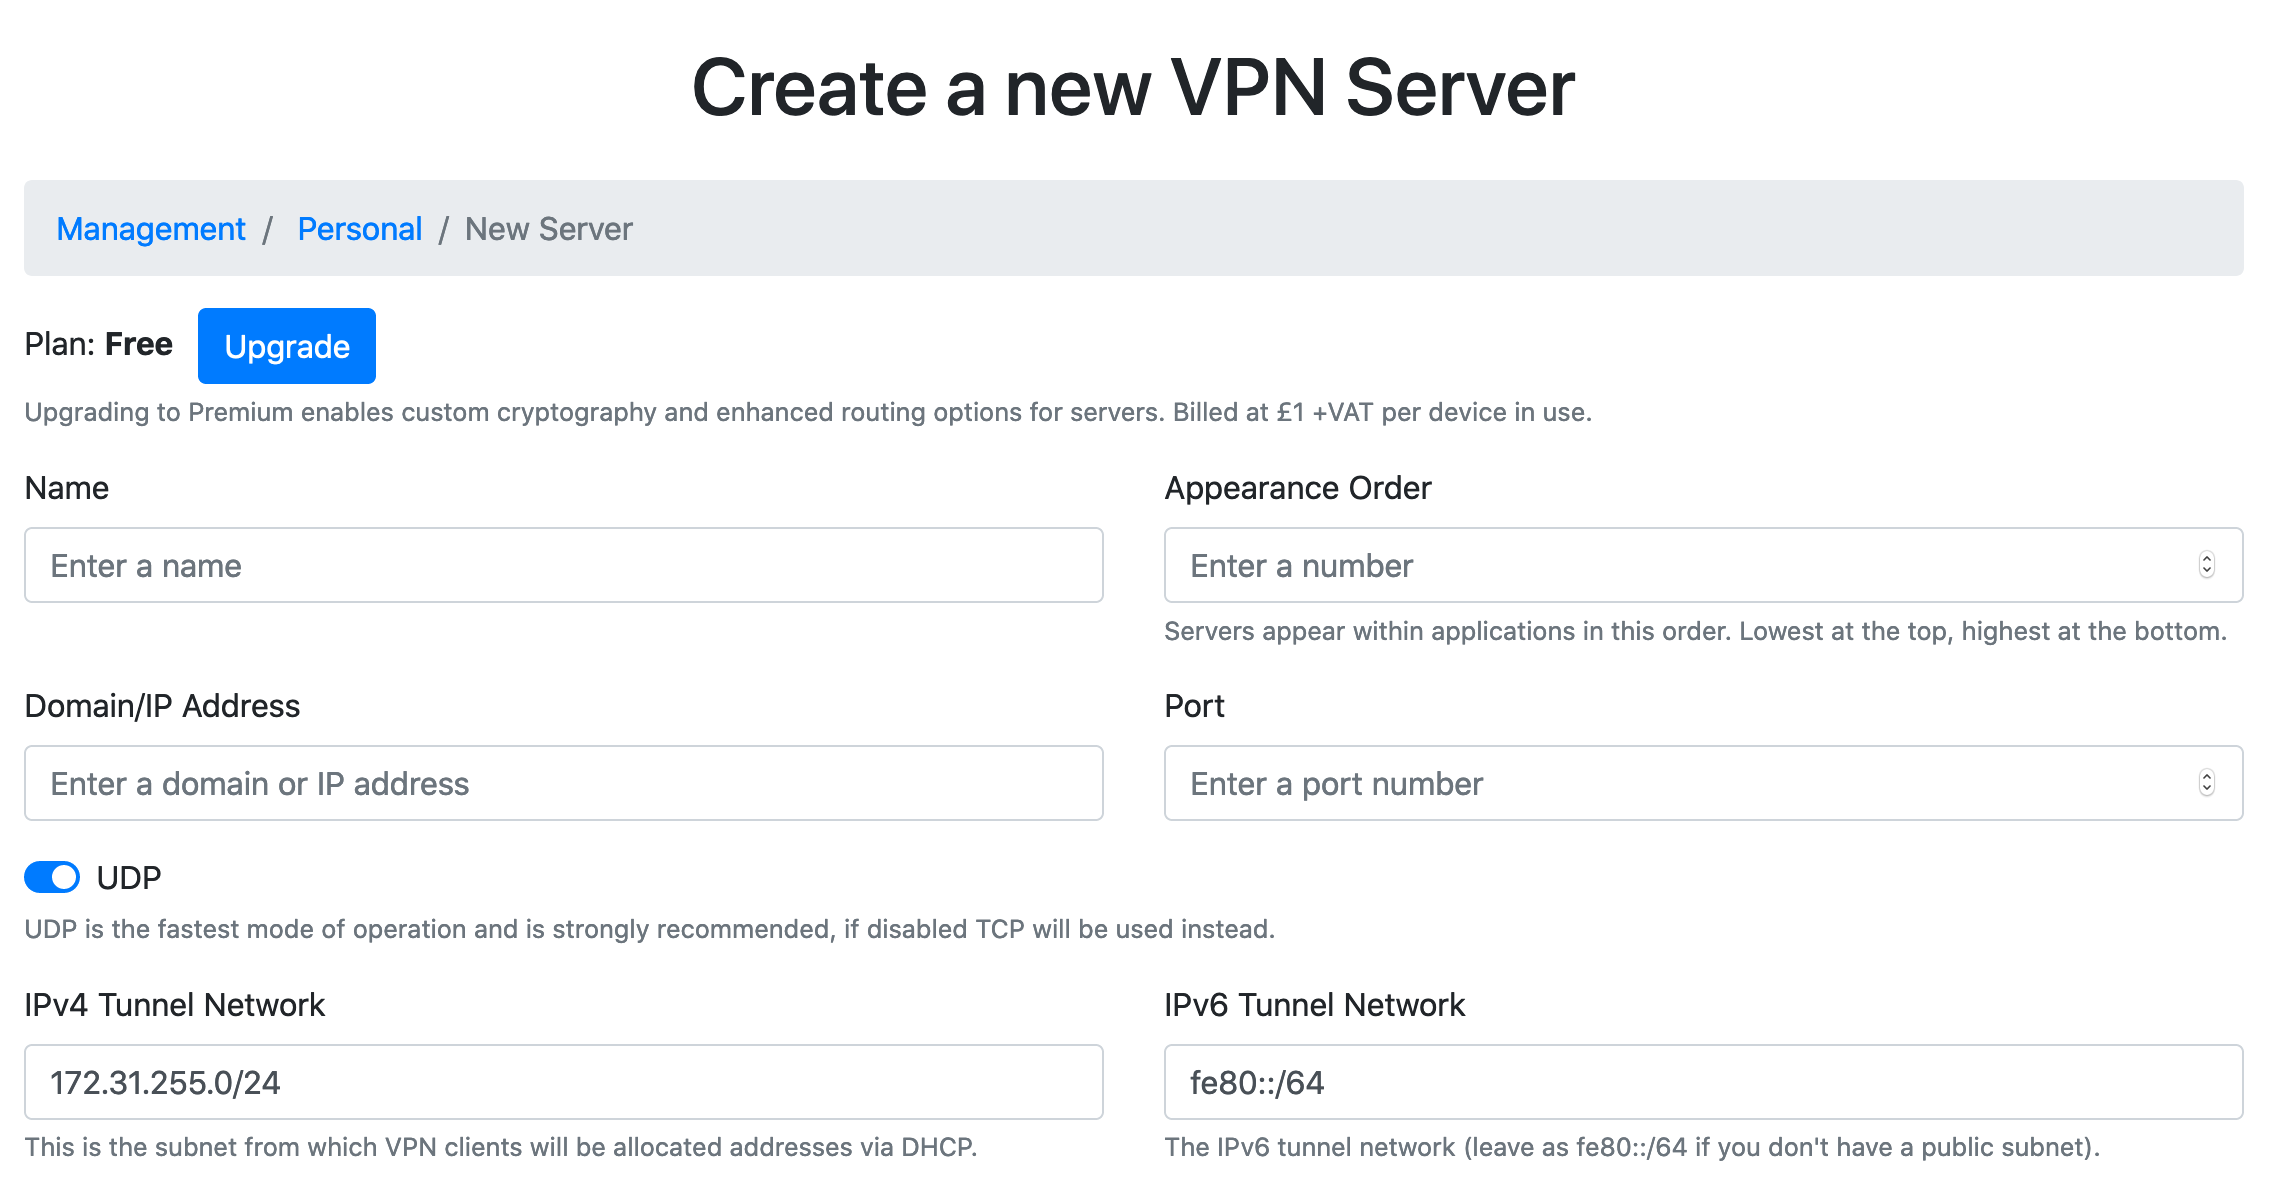 Create a new VPN Server
Management / Personal / New Server
Plan: Free Upgrade
Upgrading to Premium enables custom cryptography and enhanced routing options for servers. Billed at £1 +VAT per device in use.
Name
Enter a name
Appearance Order
Enter a number
Servers appear within applications in this order. Lowest at the top, highest at the bottom.
Domain/IP Address
Enter a domain or IP address
Port
Enter a port number
UDP
UDP is the fastest mode of operation and is strongly recommended, if disabled TCP will be used instead.
IPv4 Tunnel Network
172.31.255.0/24
This is the subnet from which VPN clients will be allocated addresses via DHCP.
IPv6 Tunnel Network
fe80::/64
The IPv6 tunnel network (leave as fe80::/64 if you don't have a public subnet).